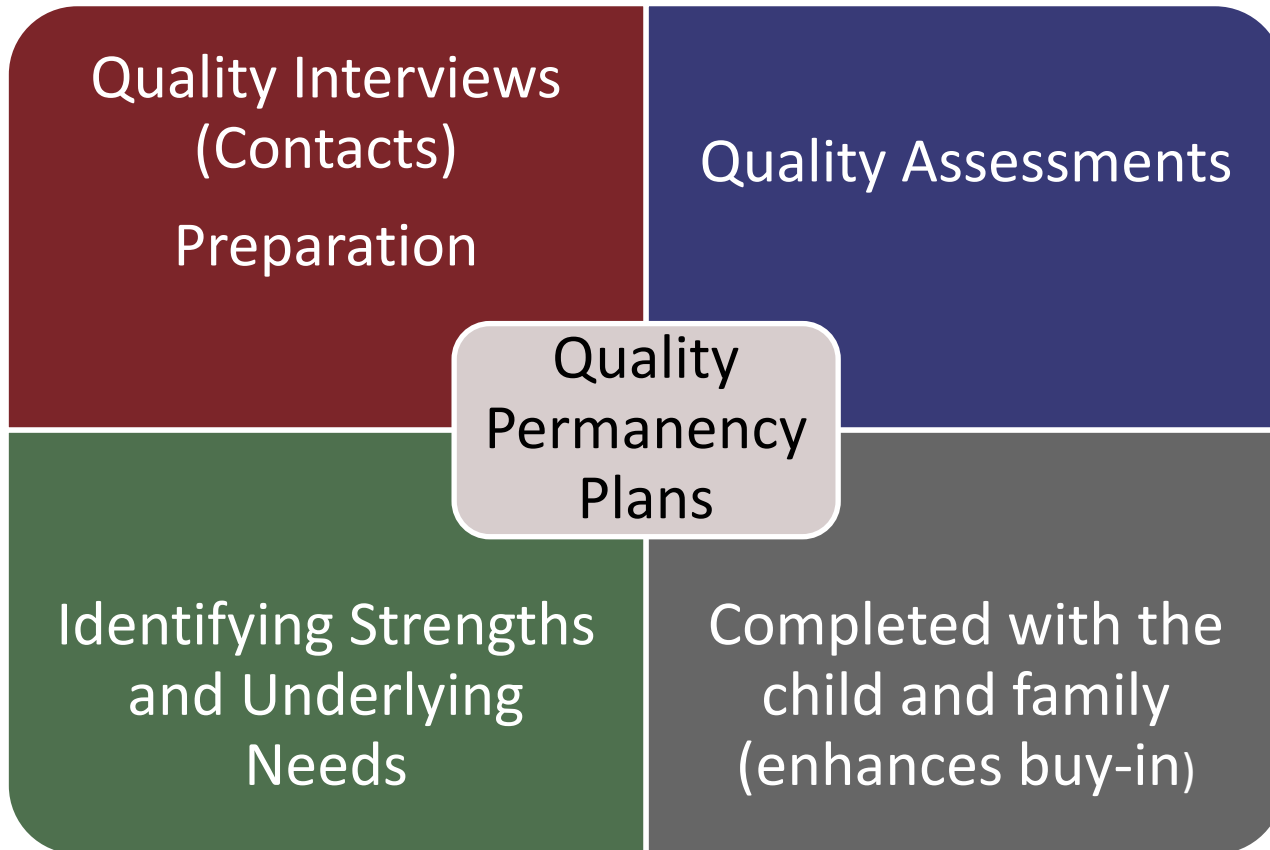 Quality Interviews
(Contacts)
Preparation
Quality Assessments
Quality
Permanency
Plans
Identifying Strengths
and Underlying
Needs
Completed with the
child and family
(enhances buy-in)